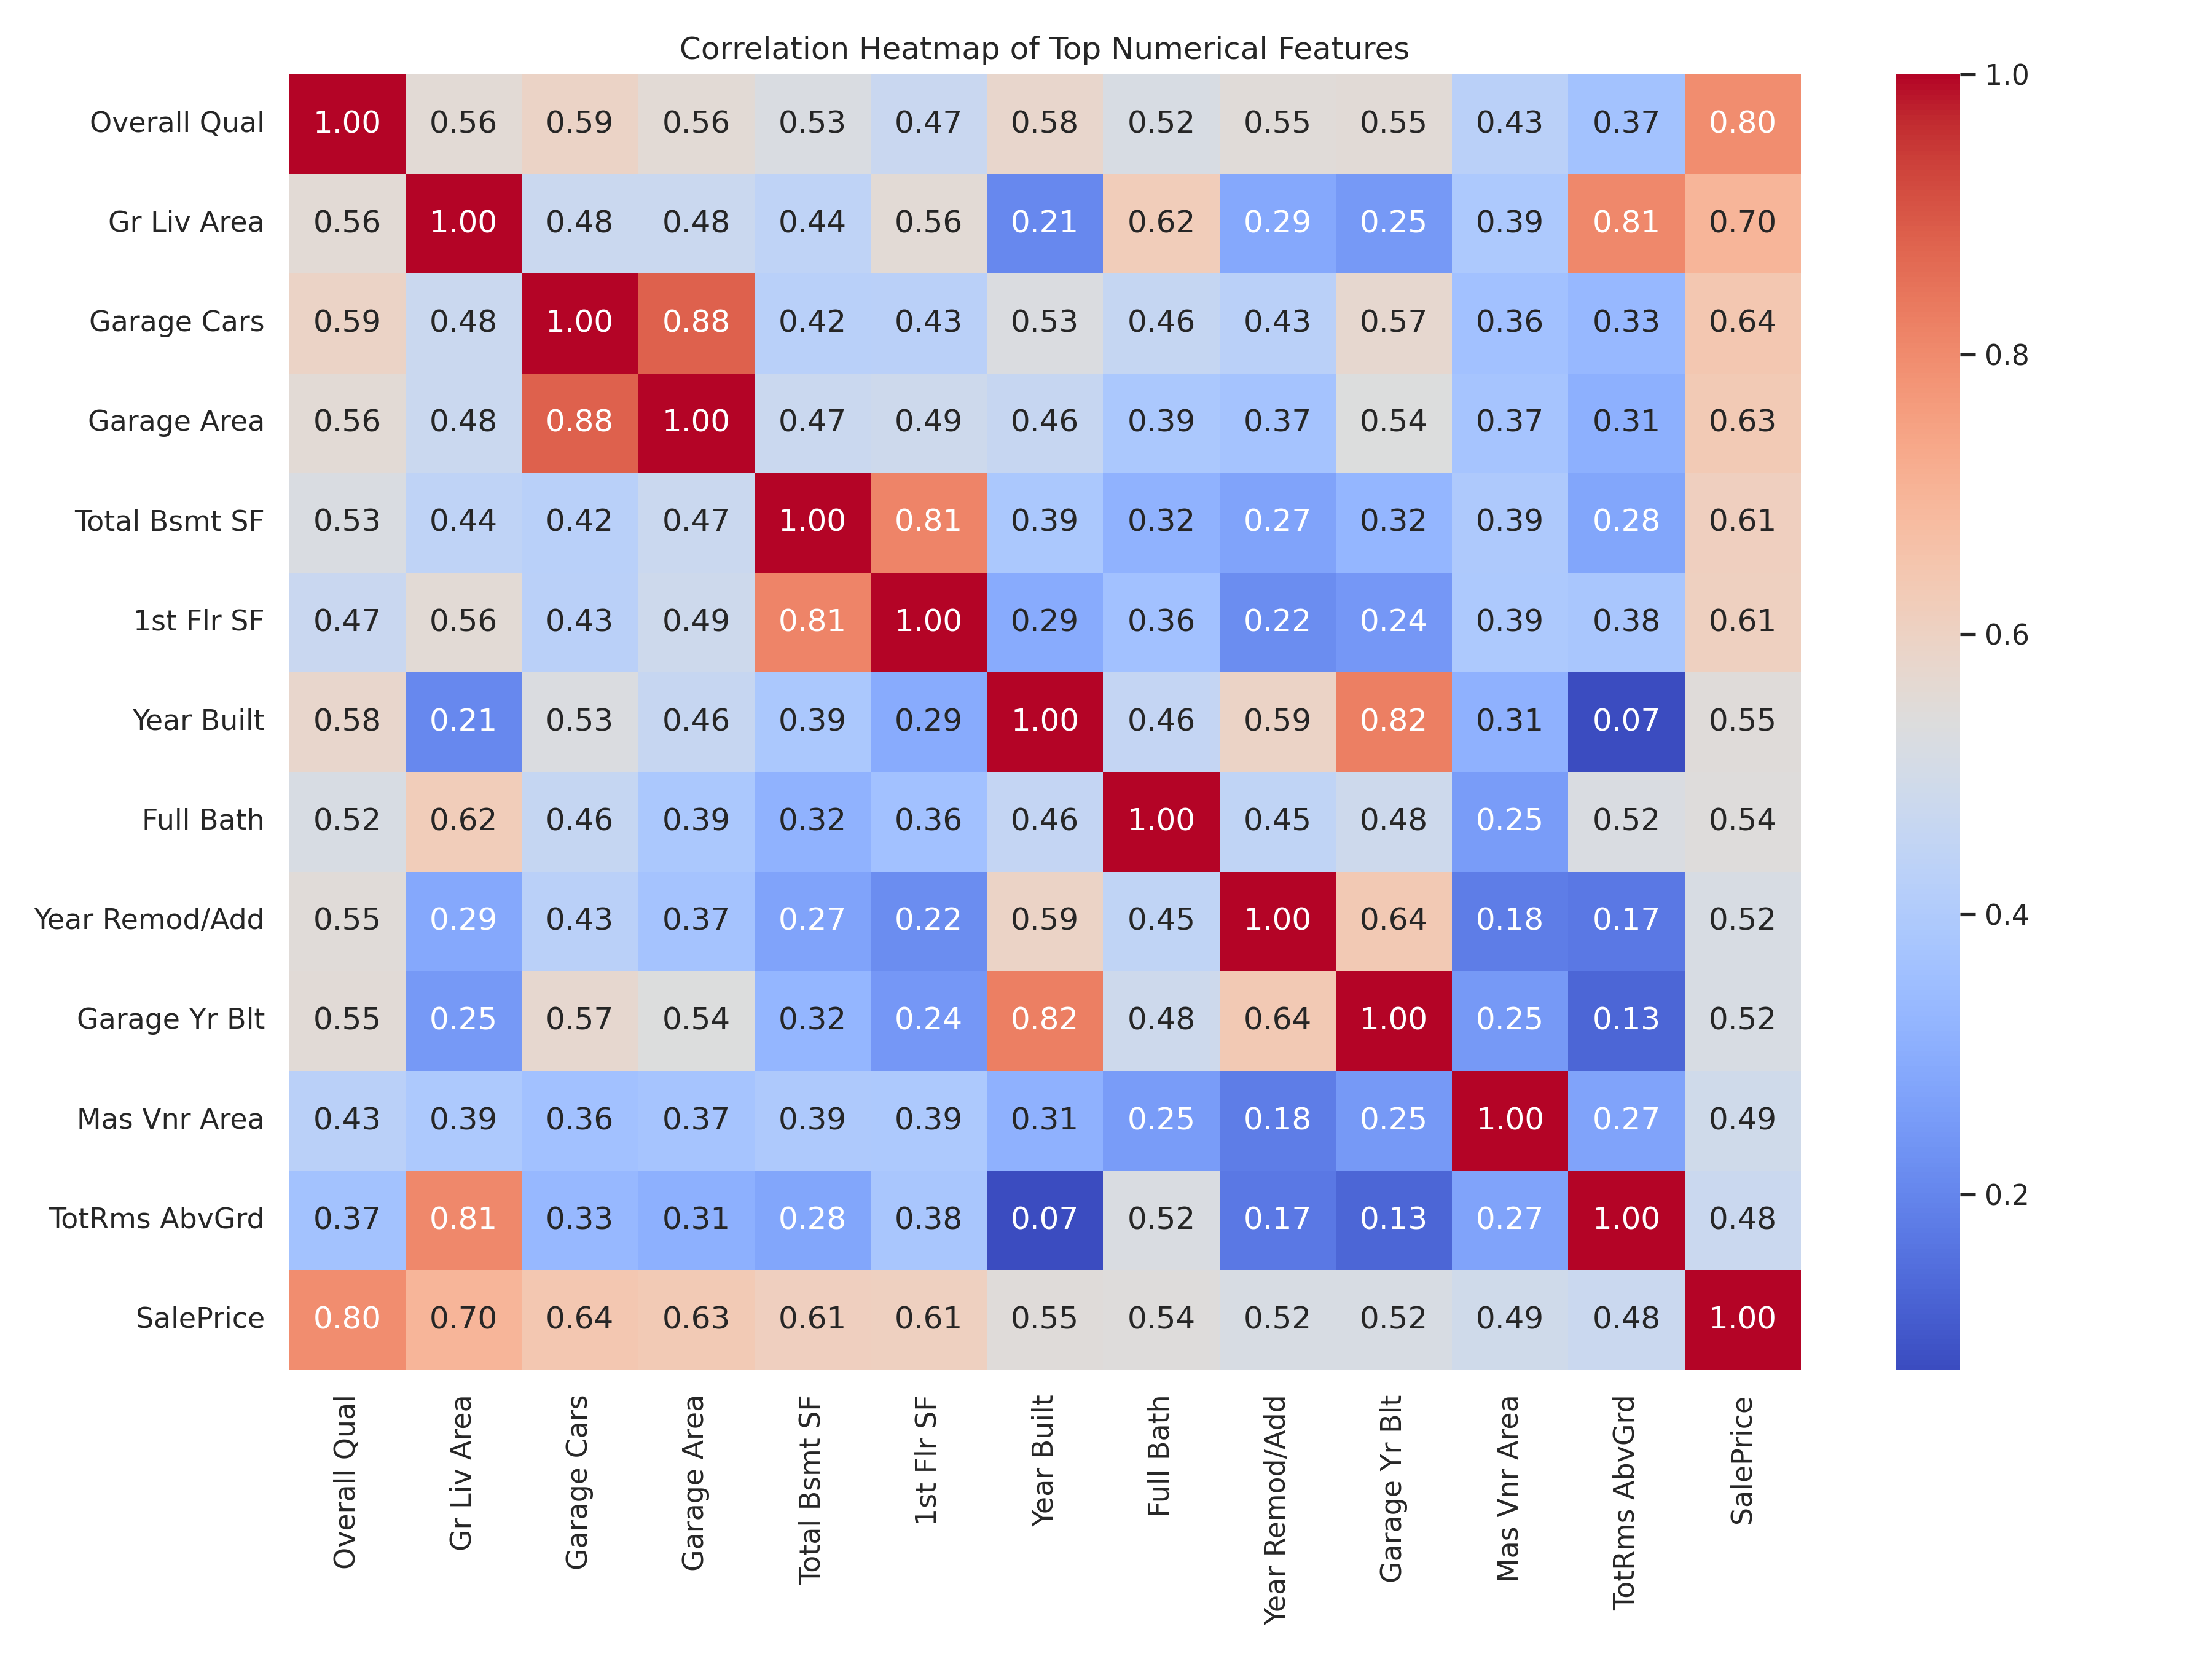 Correlation Heatmap of Top Numerical Features
Overall Qual 1.00 0.56 0.59 0.56 0.53 0.47 0.58 0.52 0.55 0.55 0.43 0.37 0.80
Gr Liv Area 0.56 1.00 0.48 0.48 0.44 0.56 0.21 0.62 0.29 0.25 0.39 0.81 0.70
Garage Cars 0.59 0.48 1.00 0.88 0.42 0.43 0.53 0.46 0.43 0.57 0.36 0.33 0.64
Garage Area 0.56 0.48 0.88 1.00 0.47 0.49 0.46 0.39 0.37 0.54 0.37 0.31 0.63
Total Bsmt SF 0.53 0.44 0.42 0.47 1.00 0.81 0.39 0.32 0.27 0.32 0.39 0.28 0.61
1st Flr SF 0.47 0.56 0.43 0.49 0.81 1.00 0.29 0.36 0.22 0.24 0.39 0.38 0.61
Year Built 0.58 0.21 0.53 0.46 0.39 0.29 1.00 0.46 0.59 0.82 0.31 0.07 0.55
Full Bath 0.52 0.62 0.46 0.39 0.32 0.36 0.46 1.00 0.45 0.48 0.25 0.52 0.54
Year Remod/Add 0.55 0.29 0.43 0.37 0.27 0.22 0.59 0.45 1.00 0.64 0.18 0.17 0.52
Garage Yr Blt 0.55 0.25 0.57 0.54 0.32 0.24 0.82 0.48 0.64 1.00 0.25 0.13 0.52
Mas Vnr Area 0.43 0.39 0.36 0.37 0.39 0.39 0.31 0.25 0.18 0.25 1.00 0.27 0.49
TotRms AbvGrd 0.37 0.81 0.33 0.31 0.28 0.38 0.07 0.52 0.17 0.13 0.27 1.00 0.48
SalePrice 0.80 0.70 0.64 0.63 0.61 0.61 0.55 0.54 0.52 0.52 0.49 0.48 1.00
Overall Qual
Gr Liv Area
Garage Cars
Garage Area
Total Bsmt SF
1st Flr SF
Year Built
Full Bath
Year Remod/Add
Garage Yr Blt
Mas Vnr Area
TotRms AbvGrd
SalePrice
1.0
0.8
0.6
0.4
0.2